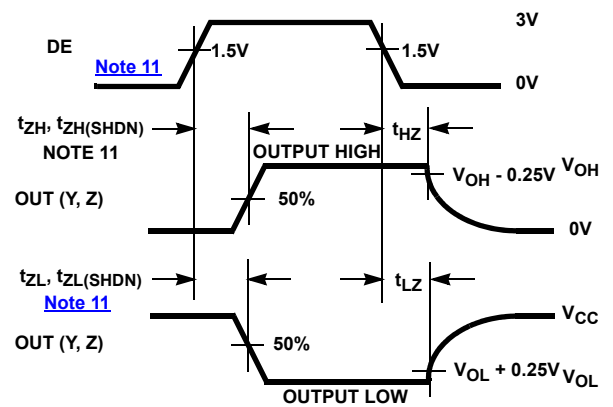 3V
DE
1.5V
1.5V
Note 11
0V
tZH, tZH(SHDN)
tHZ
NOTE 11
OUTPUT HIGH
VOH - 0.25V
VOH
OUT (Y, Z)
50%
0V
tZL, tZL(SHDN)
tLZ
Note 11
VCC
OUT (Y, Z)
50%
VOL + 0.25V
VOL
OUTPUT LOW